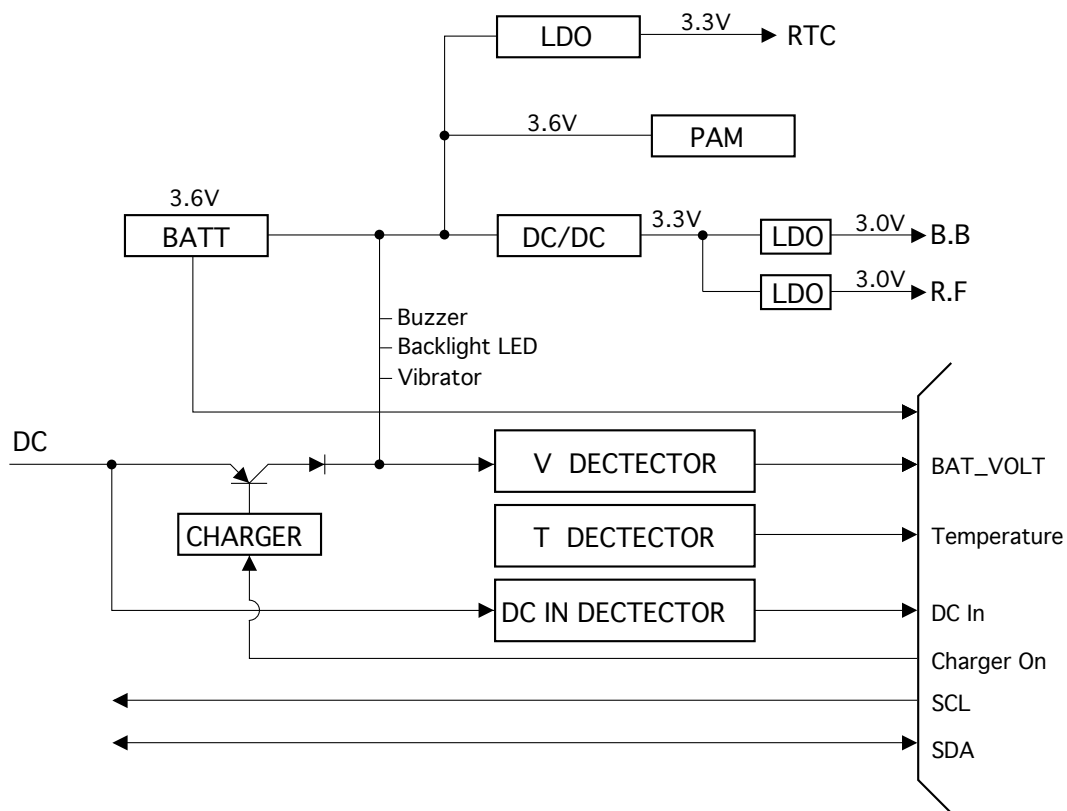 LDO
3.3V
RTC
3.6V
PAM
3.6V
BATT
DC/DC
3.3V
LDO
3.0V
B.B
LDO
3.0V
R.F
Buzzer
Backlight LED
Vibrator
DC
V DECTECTOR
BAT_VOLT
CHARGER
T DECTECTOR
Temperature
DC IN DECTECTOR
DC In
Charger On
SCL
SDA